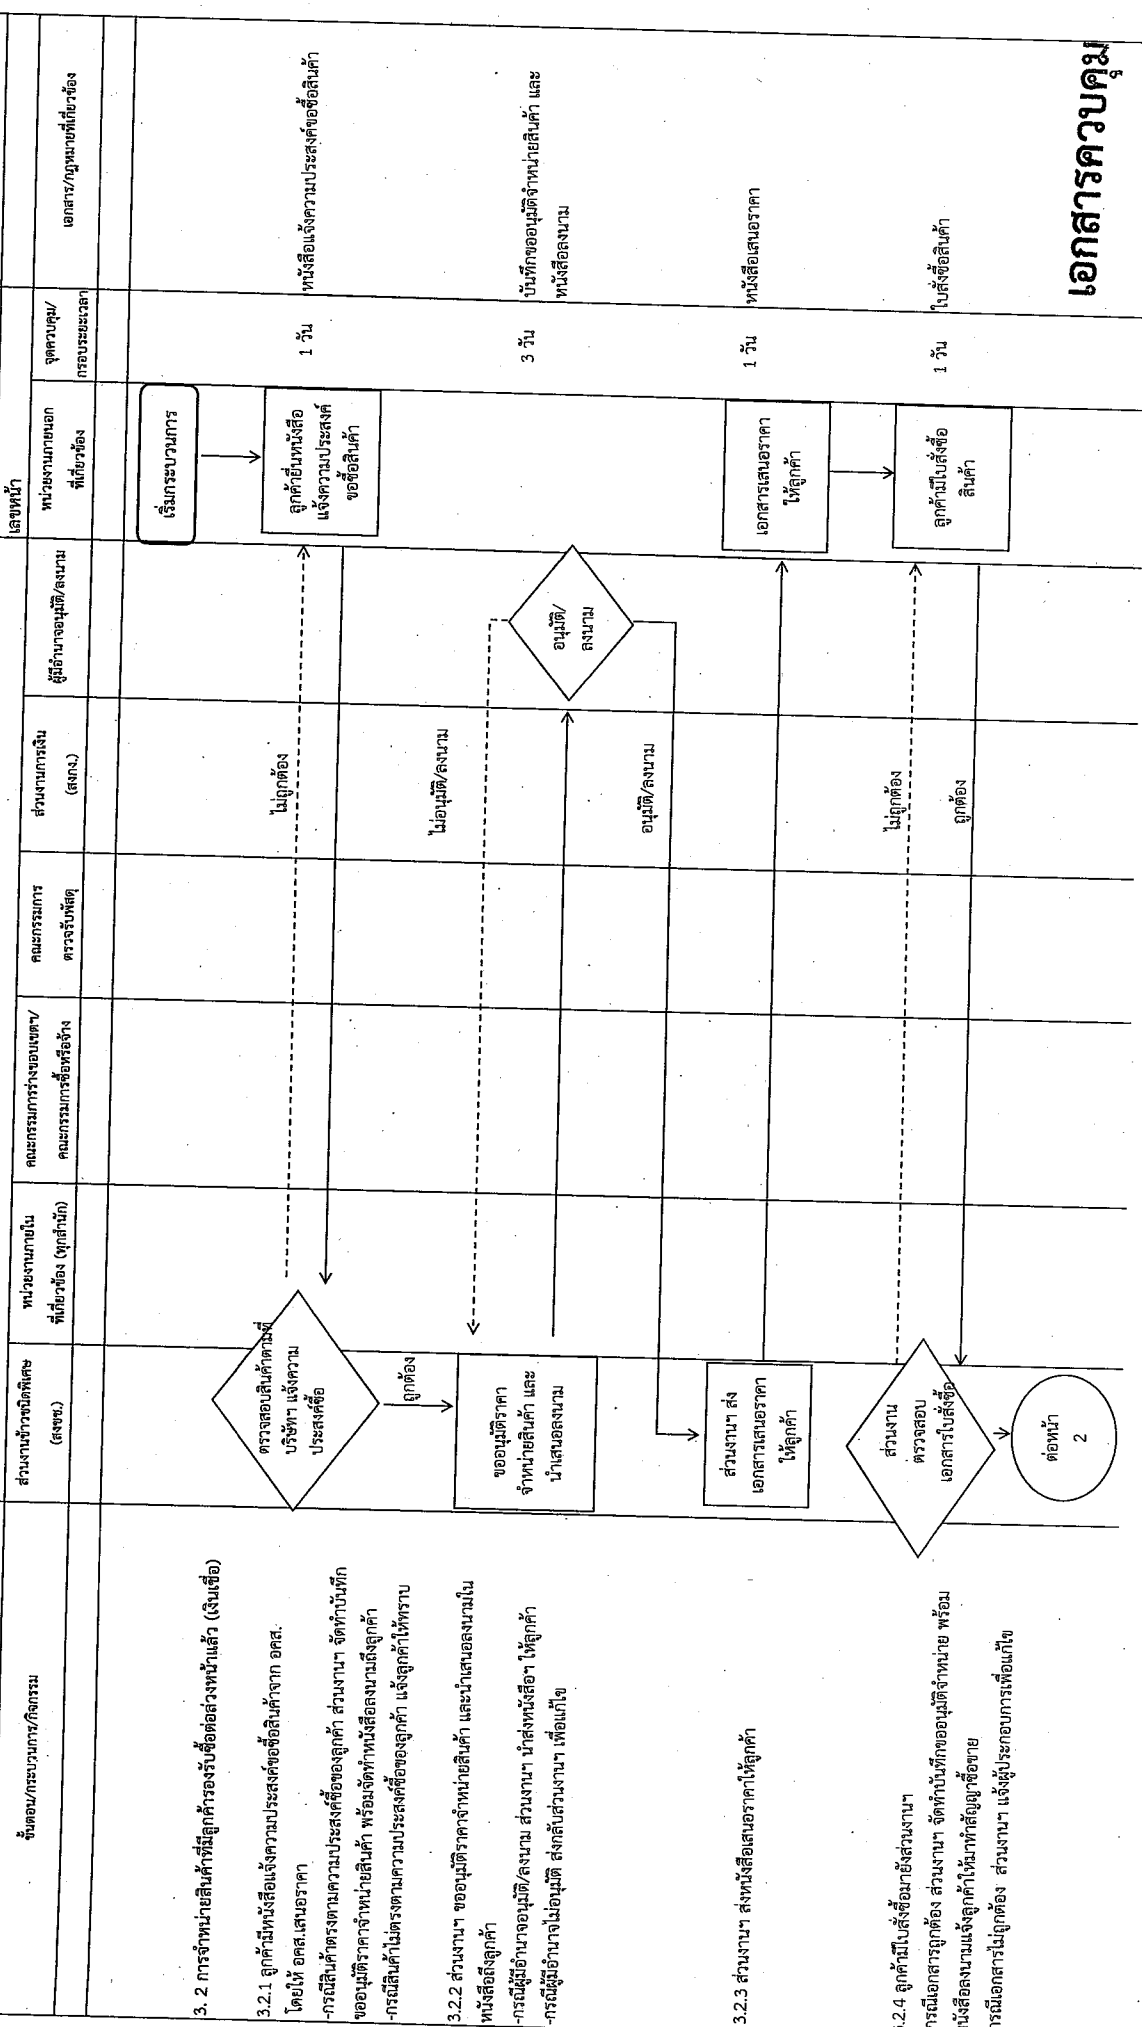 เลขหน้า
ขั้นตอน/กระบวนการ/กิจกรรม
ส่วนงานข้าวชนิดพิเศษ
(สงขช.)
หน่วยงานภายใน
ที่เกี่ยวข้อง (ทุกสำนัก)
คณะกรรมการร่างขอบเขตฯ/
คณะกรรมการซื้อหรือจ้าง
คณะกรรมการ
ตรวจรับพัสดุ
ส่วนงานการเงิน
(สงกง.)
ผู้มีอำนาจอนุมัติ/ลงนาม
หน่วยงานภายนอก
ที่เกี่ยวข้อง
จุดควบคุม/
กรอบระยะเวลา
เอกสาร/กฎหมายที่เกี่ยวข้อง
3. 2 การจำหน่ายสินค้าที่มีลูกค้ารองรับซื้อต่อล่วงหน้าแล้ว (เงินเชื่อ)
เริ่มกระบวนการ
3.2.1 ลูกค้ามีหนังสือแจ้งความประสงค์ขอซื้อสินค้าจาก อคส.
โดยให้ อคส.เสนอราคา
-กรณีสินค้าตรงตามความประสงค์ซื้อของลูกค้า ส่วนงานฯ จัดทำบันทึก
ขออนุมัติราคาจำหน่ายสินค้า พร้อมจัดทำหนังสือลงนามถึงลูกค้า
-กรณีสินค้าไม่ตรงตามความประสงค์ซื้อของลูกค้า แจ้งลูกค้าให้ทราบ
ตรวจสอบสินค้าตามที่
บริษัทฯ แจ้งความ
ประสงค์ซื้อ
ไม่ถูกต้อง
ลูกค้ายื่นหนังสือ
แจ้งความประสงค์
ขอซื้อสินค้า
1 วัน
หนังสือแจ้งความประสงค์ขอซื้อสินค้า
ถูกต้อง
3.2.2 ส่วนงานฯ ขออนุมัติราคาจำหน่ายสินค้า และนำเสนอลงนามใน
หนังสือถึงลูกค้า
-กรณีผู้มีอำนาจอนุมัติ/ลงนาม ส่วนงานฯ นำส่งหนังสือฯ ให้ลูกค้า
-กรณีผู้มีอำนาจไม่อนุมัติ ส่งกลับส่วนงานฯ เพื่อแก้ไข
ขออนุมัติราคา
จำหน่ายสินค้า และ
นำเสนอลงนาม
ไม่อนุมัติ/ลงนาม
อนุมัติ/
ลงนาม
3 วัน
บันทึกขออนุมัติจำหน่ายสินค้า และ
หนังสือลงนาม
อนุมัติ/ลงนาม
3.2.3 ส่วนงานฯ ส่งหนังสือเสนอราคาให้ลูกค้า
ส่วนงานฯ ส่ง
เอกสารเสนอราคา
ให้ลูกค้า
เอกสารเสนอราคา
ให้ลูกค้า
1 วัน
หนังสือเสนอราคา
3.2.4 ลูกค้ามีใบสั่งซื้อมายังส่วนงานฯ
กรณีเอกสารถูกต้อง ส่วนงานฯ จัดทำบันทึกขออนุมัติจำหน่าย พร้อม
หนังสือลงนามแจ้งลูกค้าให้มาทำสัญญาซื้อขาย
กรณีเอกสารไม่ถูกต้อง ส่วนงานฯ แจ้งผู้ประกอบการเพื่อแก้ไข
ส่วนงาน
ตรวจสอบ
เอกสารใบสั่งซื้อ
ไม่ถูกต้อง
ถูกต้อง
ลูกค้ามีใบสั่งซื้อ
สินค้า
1 วัน
ใบสั่งซื้อสินค้า
ต่อหน้า
2
เอกสารควบคุม